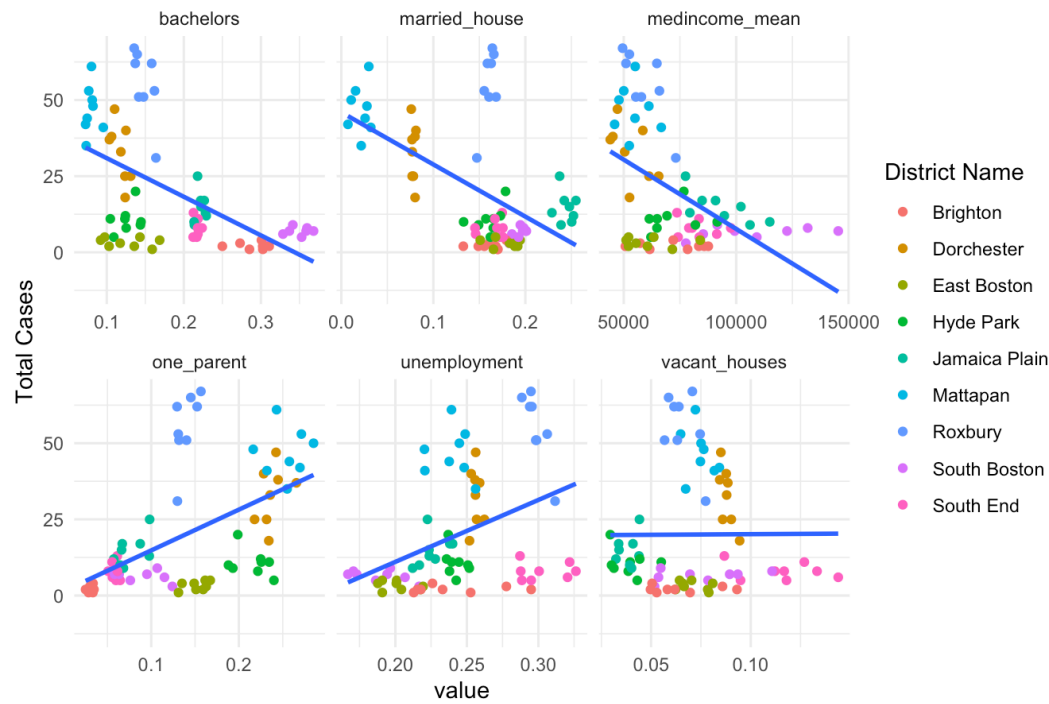 bachelors married_house medincome_mean
50
25
0
0.1 0.2 0.3 0.0 0.1 0.2 50000 100000 150000
one_parent unemployment vacant_houses
50
25
0
0.1 0.2 0.20 0.25 0.30 0.05 0.10
value
Total Cases
District Name
Brighton
Dorchester
East Boston
Hyde Park
Jamaica Plain
Mattapan
Roxbury
South Boston
South End